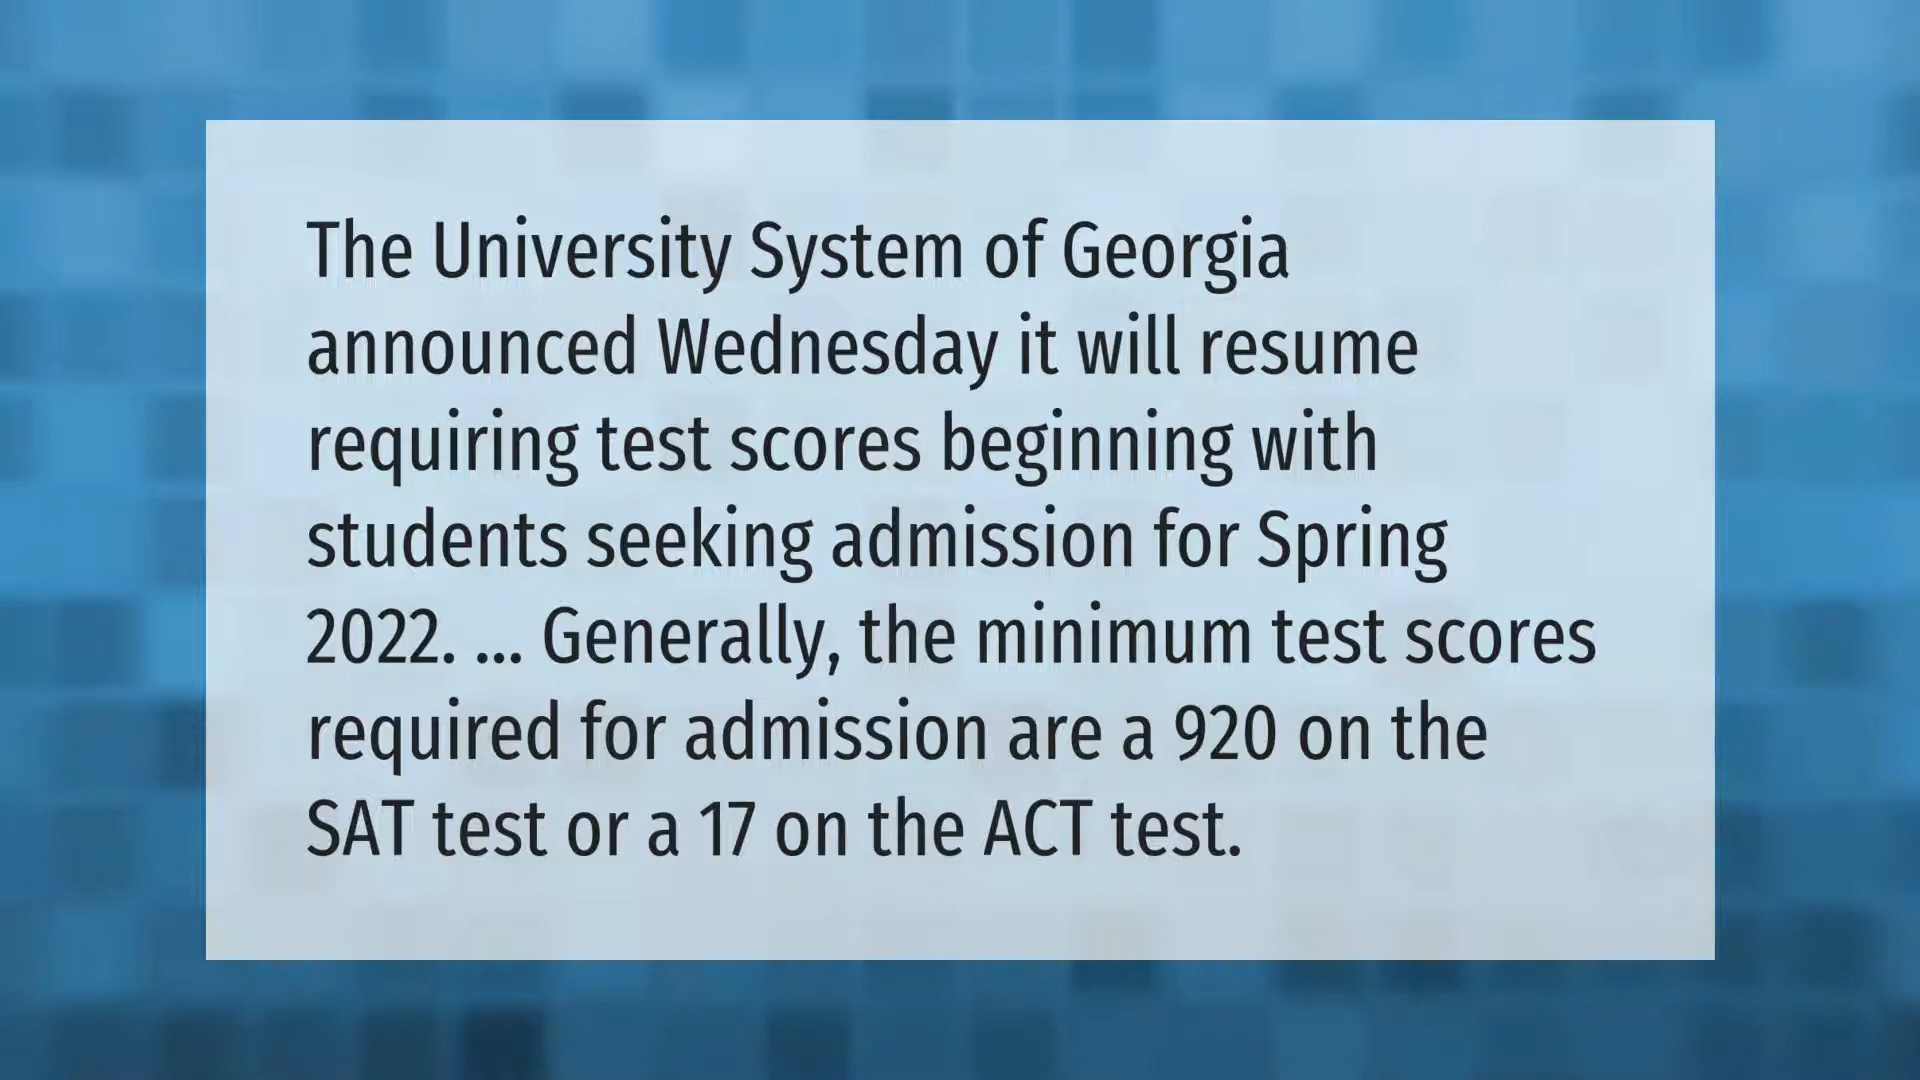 The University System of Georgia
announced Wednesday it will resume
requiring test scores beginning with
students seeking admission for Spring
2022. ... Generally, the minimum test scores
required for admission are a 920 on the
SAT test or a 17 on the ACT test.